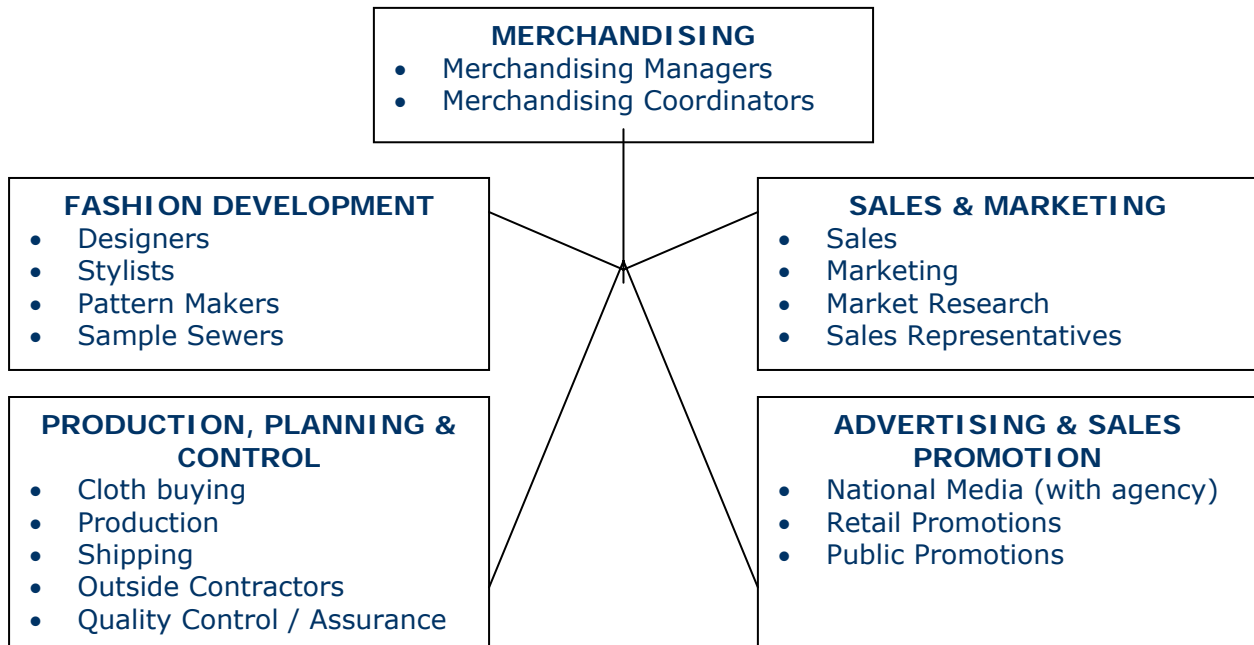 MERCHANDISING
• Merchandising Managers
• Merchandising Coordinators
FASHION DEVELOPMENT
• Designers
• Stylists
• Pattern Makers
• Sample Sewers
SALES & MARKETING
• Sales
• Marketing
• Market Research
• Sales Representatives
PRODUCTION, PLANNING &
CONTROL
• Cloth buying
• Production
• Shipping
• Outside Contractors
• Quality Control / Assurance
ADVERTISING & SALES
PROMOTION
• National Media (with agency)
• Retail Promotions
• Public Promotions